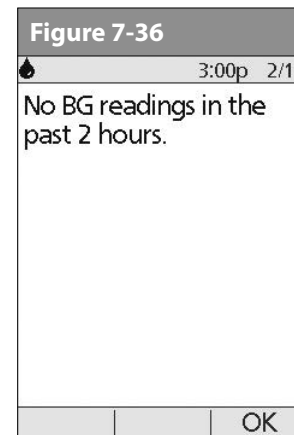 Figure 7-36
3:00p 2/1
No BG readings in the
past 2 hours.
OK